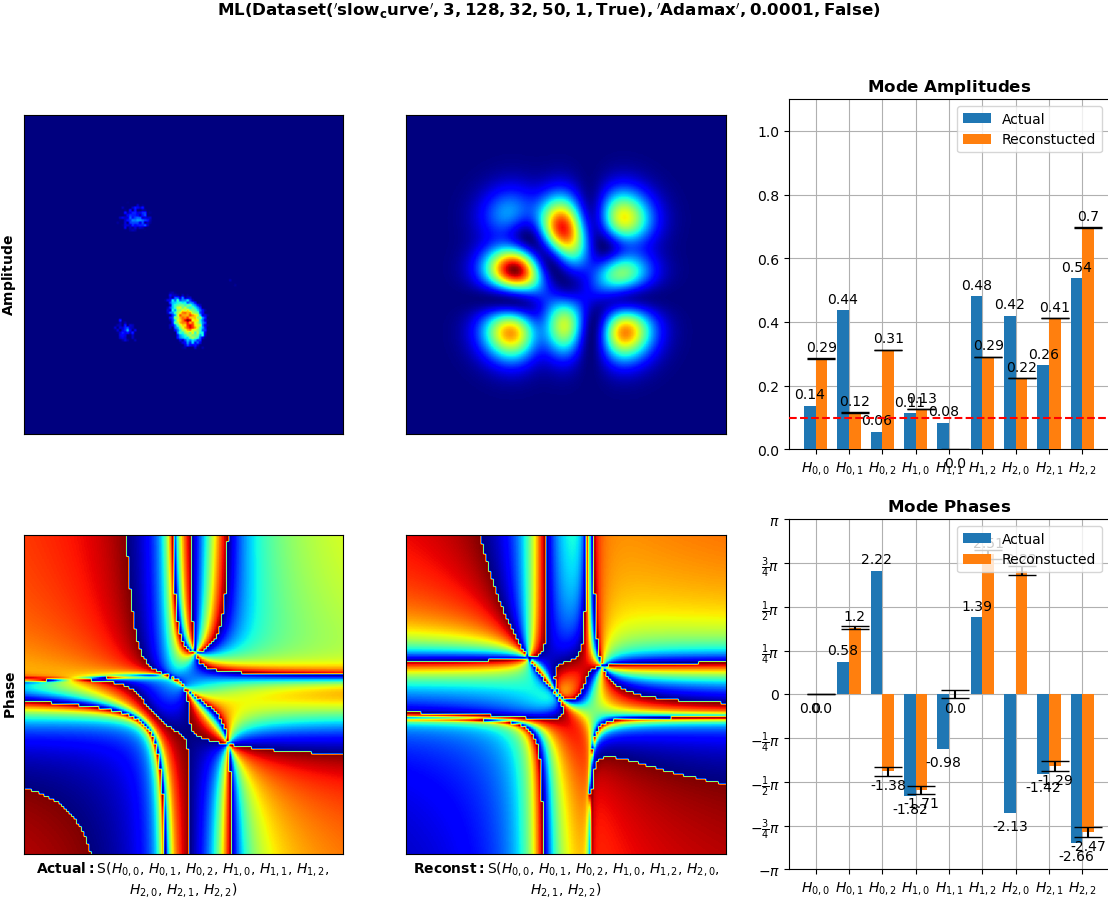 ML(Dataset('slow_curve', 3, 128, 32, 50, 1, True), 'Adamax', 0.0001, False)
Mode Amplitudes
Amplitude
1.0
0.8
0.6
0.4
0.2
0.0
Actual
Reconstucted
0.14
0.29
0.44
0.12
0.06
0.31
0.11
0.13
0.08
0.0
0.48
0.29
0.42
0.22
0.26
0.41
0.54
0.7
H0,0 H0,1 H0,2 H1,0 H1,1 H1,2 H2,0 H2,1 H2,2
Mode Phases
Phase
π
3/4π
1/2π
1/4π
0
−1/4π
−1/2π
−3/4π
−π
Actual
Reconstucted
0.0
0.0
0.58
1.2
2.22
-1.38
-1.82
-1.71
-0.98
0.0
1.39
-2.13
-1.42
-1.29
-2.66
-2.47
H0,0 H0,1 H0,2 H1,0 H1,1 H1,2 H2,0 H2,1 H2,2
Actual: S(H0,0, H0,1, H0,2, H1,0, H1,1, H1,2,
H2,0, H2,1, H2,2)
Reconst: S(H0,0, H0,1, H0,2, H1,0, H1,2, H2,0,
H2,1, H2,2)